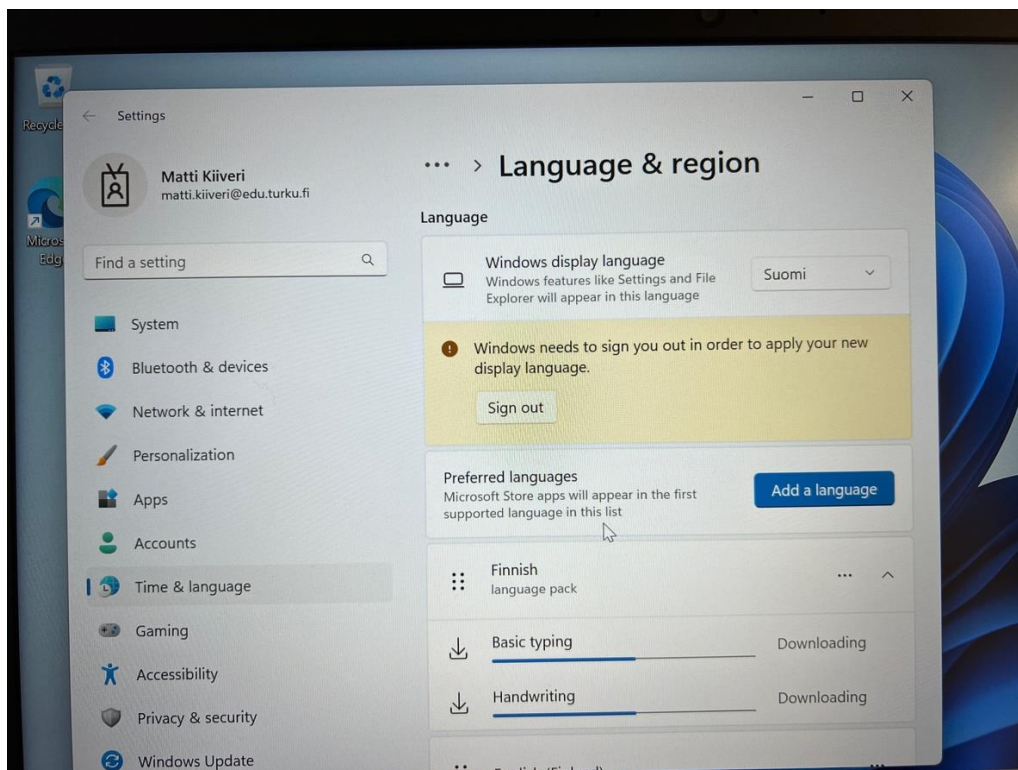 Recycle
Micros
Edg
Settings
Matti Kiiveri
matti.kiiveri@edu.turku.fi
Find a setting
System
Bluetooth & devices
Network & internet
Personalization
Apps
Accounts
Time & language
Gaming
Accessibility
Privacy & security
Windows Update
... > Language & region
Language
Windows display language
Windows features like Settings and File
Explorer will appear in this language
Suomi
Windows needs to sign you out in order to apply your new
display language.
Sign out
Preferred languages
Microsoft Store apps will appear in the first
supported language in this list
Add a language
Finnish
language pack
Basic typing
Downloading
Handwriting
Downloading